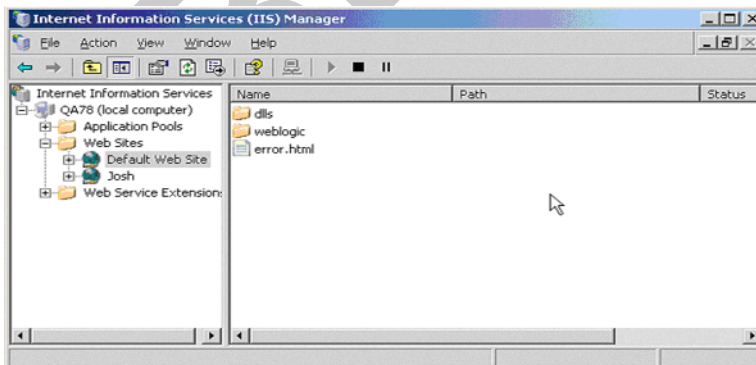 Internet Information Services (IIS) Manager
File Action View Window Help
Internet Information Services
QA78 (local computer)
Application Pools
Web Sites
Default Web Site
Josh
Web Service Extension
Name Path Status
dlls
weblogic
error.html